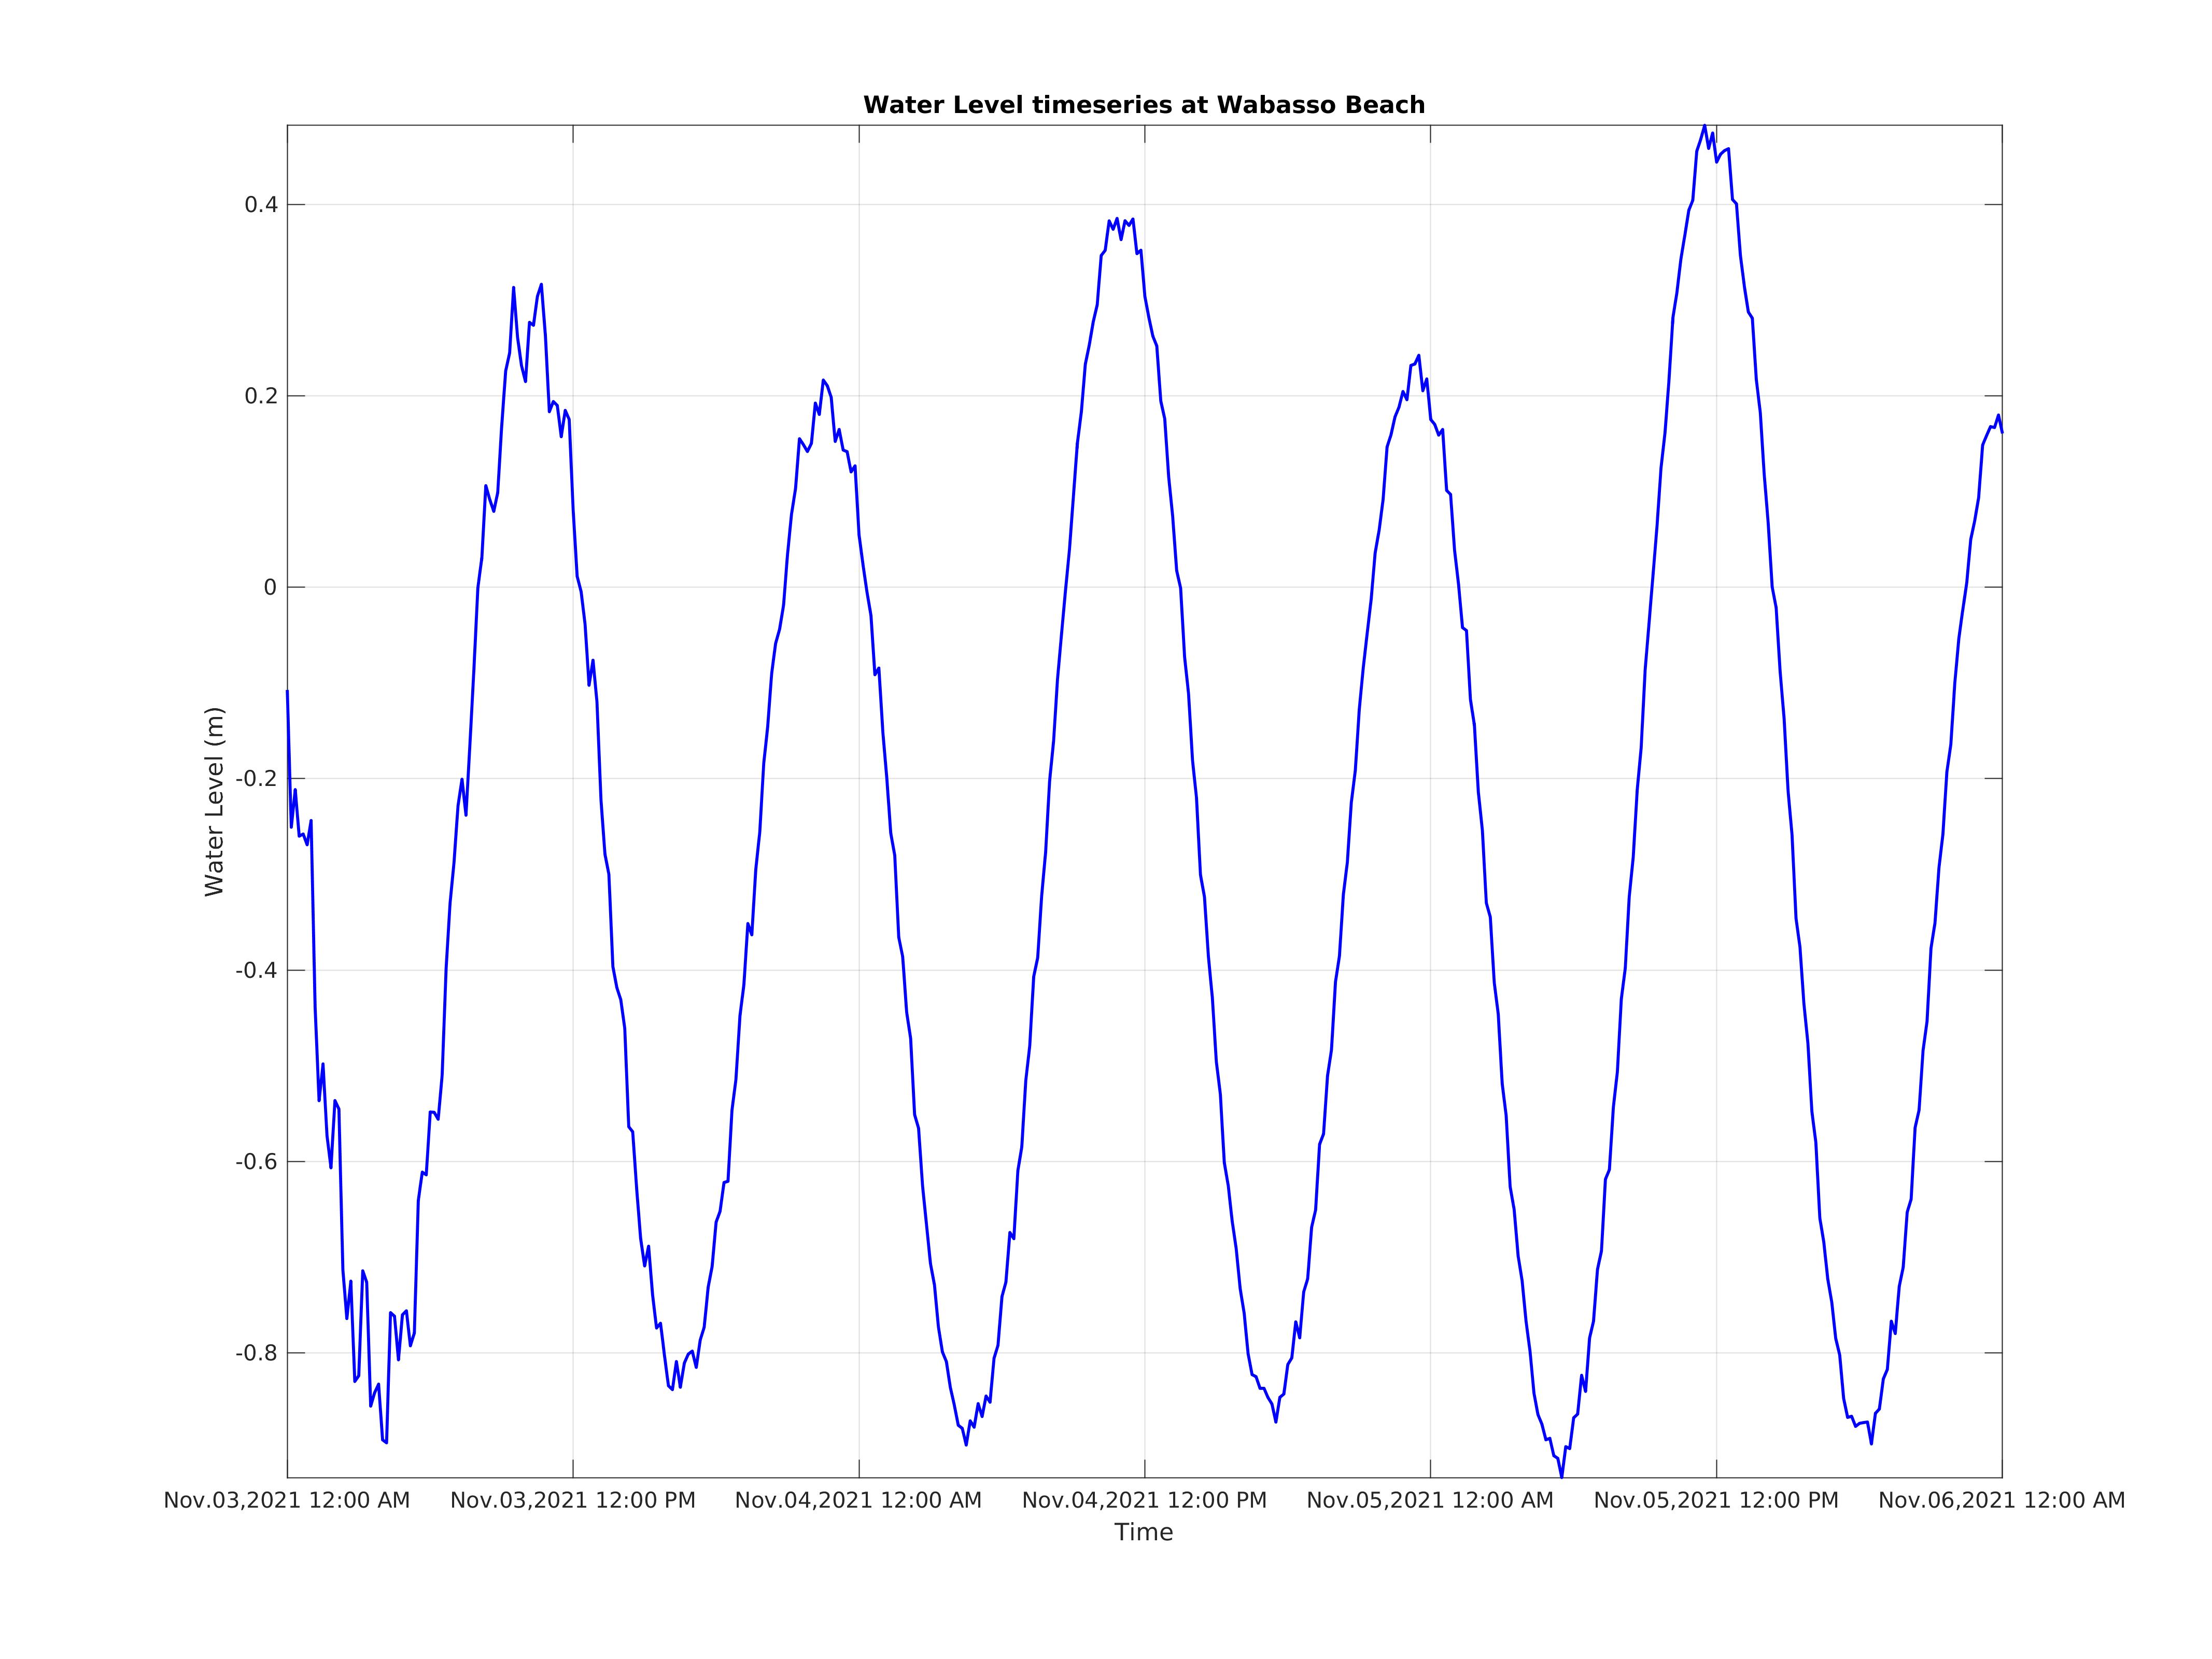 Water Level timeseries at Wabasso Beach
0.4
0.2
0
-0.2
-0.4
-0.6
-0.8
Water Level (m)
Nov.03,2021 12:00 AM Nov.03,2021 12:00 PM Nov.04,2021 12:00 AM Nov.04,2021 12:00 PM Nov.05,2021 12:00 AM Nov.05,2021 12:00 PM Nov.06,2021 12:00 AM
Time